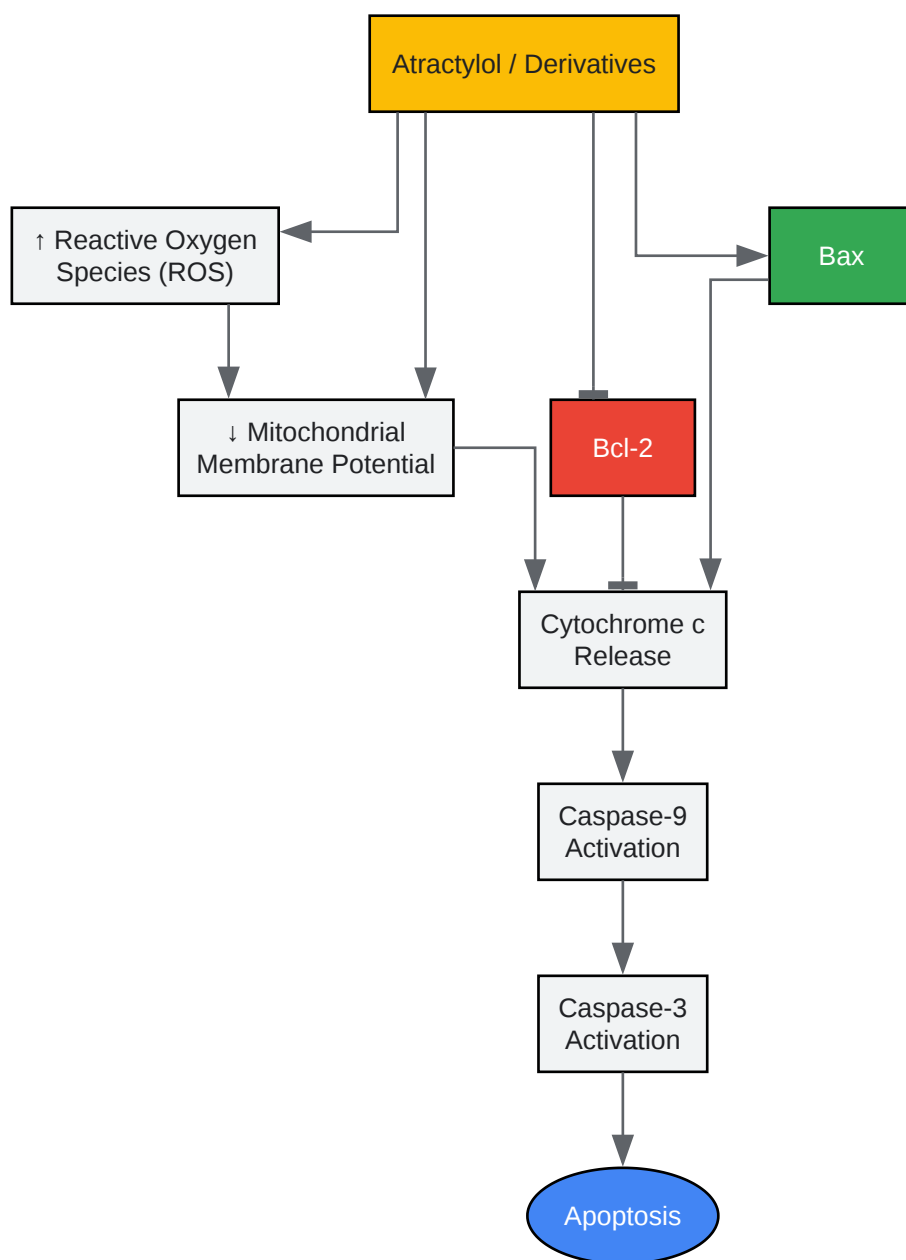 Atractylol / Derivatives
↑ Reactive Oxygen
Species (ROS)
Bax
↓ Mitochondrial
Membrane Potential
Bcl-2
Cytochrome c
Release
Caspase-9
Activation
Caspase-3
Activation
Apoptosis